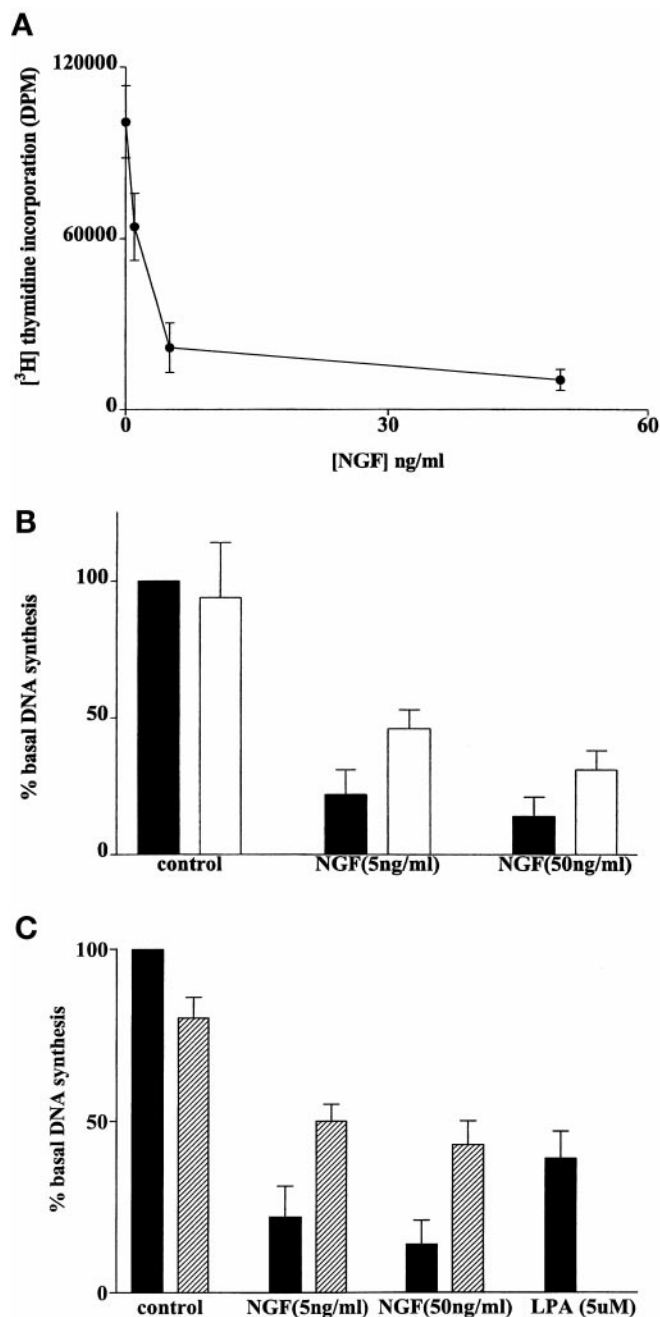 A
[³H] thymidine incorporation (DPM)
120000
60000
0
0
30
60
[NGF] ng/ml
B
% basal DNA synthesis
100
50
0
control
NGF(5ng/ml)
NGF(50ng/ml)
C
% basal DNA synthesis
100
50
0
control
NGF(5ng/ml)
NGF(50ng/ml)
LPA (5uM)